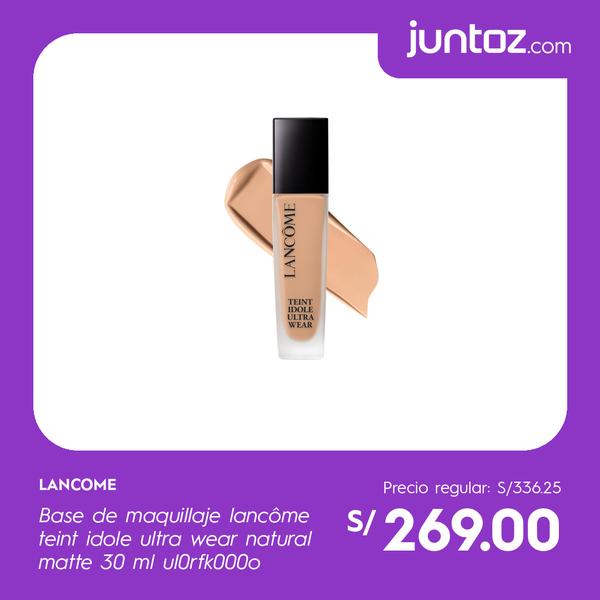 juntoz.com
LANCÔME
TEINT
IDOLE
ULTRA
WEAR
LANCOME
Base de maquillaje lancôme
teint idole ultra wear natural
matte 30 ml ul0rfk000o
Precio regular: S/336.25
S/ 269.00